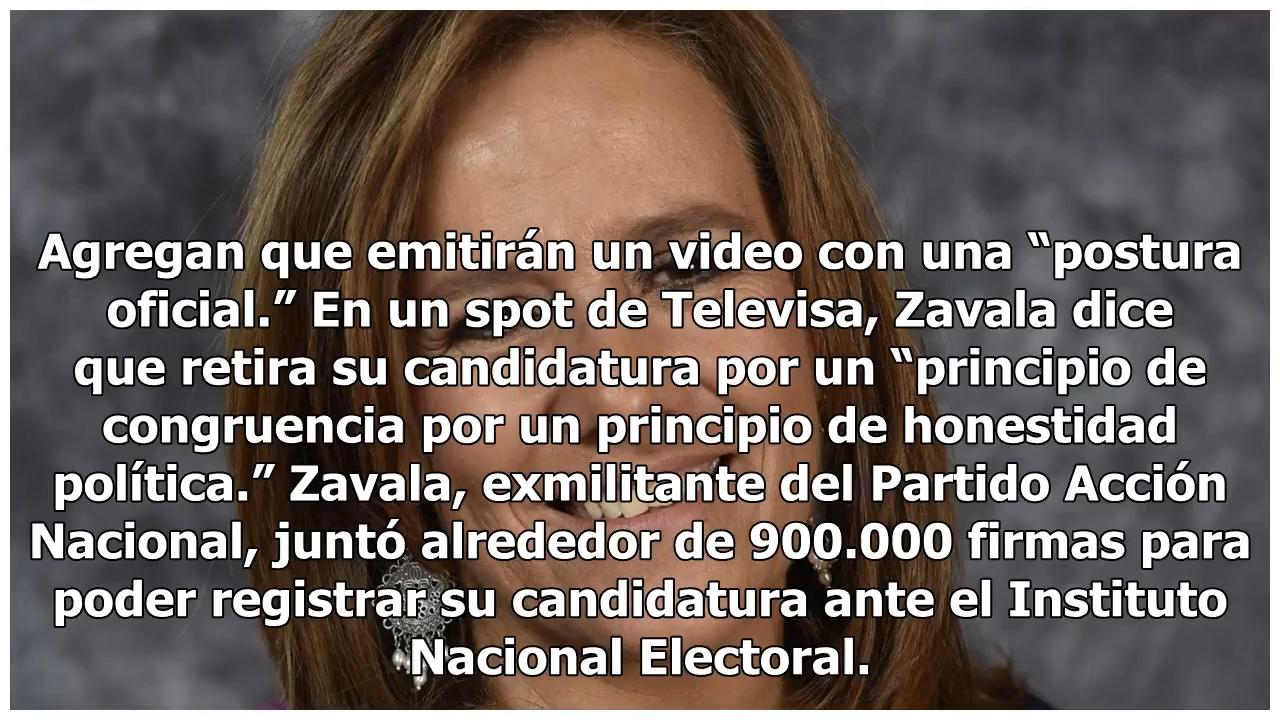 Agregan que emitirán un video con una “postura
oficial.” En un spot de Televisa, Zavala dice
que retira su candidatura por un “principio de
congruencia por un principio de honestidad
política.” Zavala, exmilitante del Partido Acción
Nacional, juntó alrededor de 900.000 firmas para
poder registrar su candidatura ante el Instituto
Nacional Electoral.